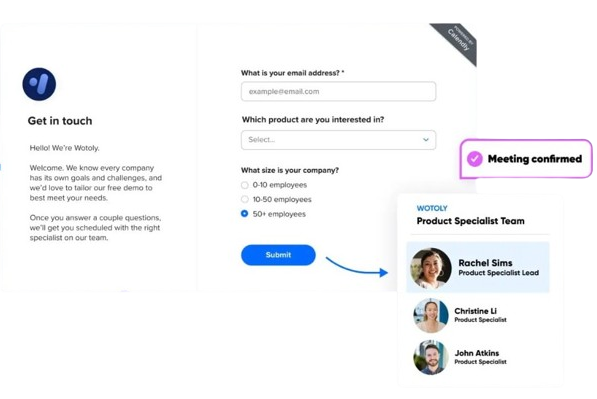 POWERED BY
Calendly
Get in touch
Hello! We're Wotoly.
Welcome. We know every company
has its own goals and challenges, and
we'd love to tailor our free demo to
best meet your needs.
Once you answer a couple questions,
we'll get you scheduled with the right
specialist on our team.
What is your email address? *
example@email.com
Which product are you interested in?
Select...
What size is your company?
0-10 employees
10-50 employees
50+ employees
Submit
Meeting confirmed
WOTOLY
Product Specialist Team
Rachel Sims
Product Specialist Lead
Christine Li
Product Specialist
John Atkins
Product Specialist